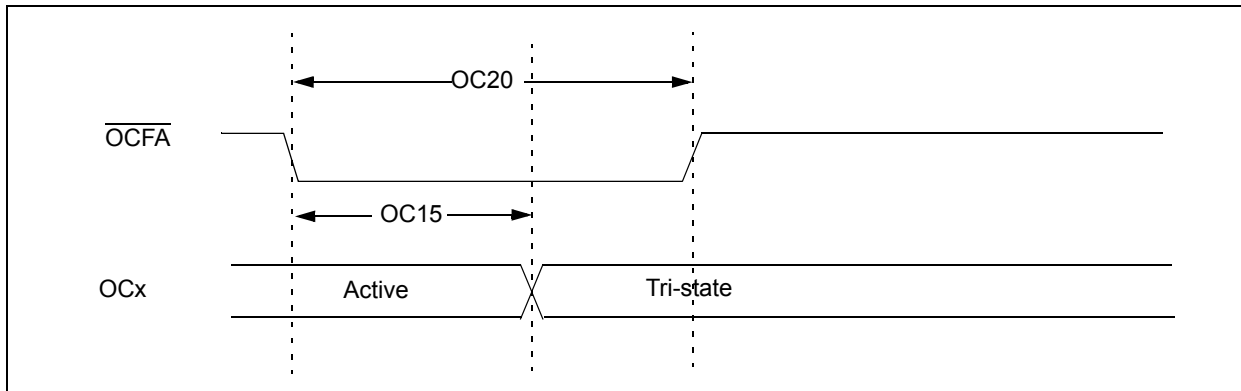 OC20
OCFA
OC15
OCx
Active
Tri-state